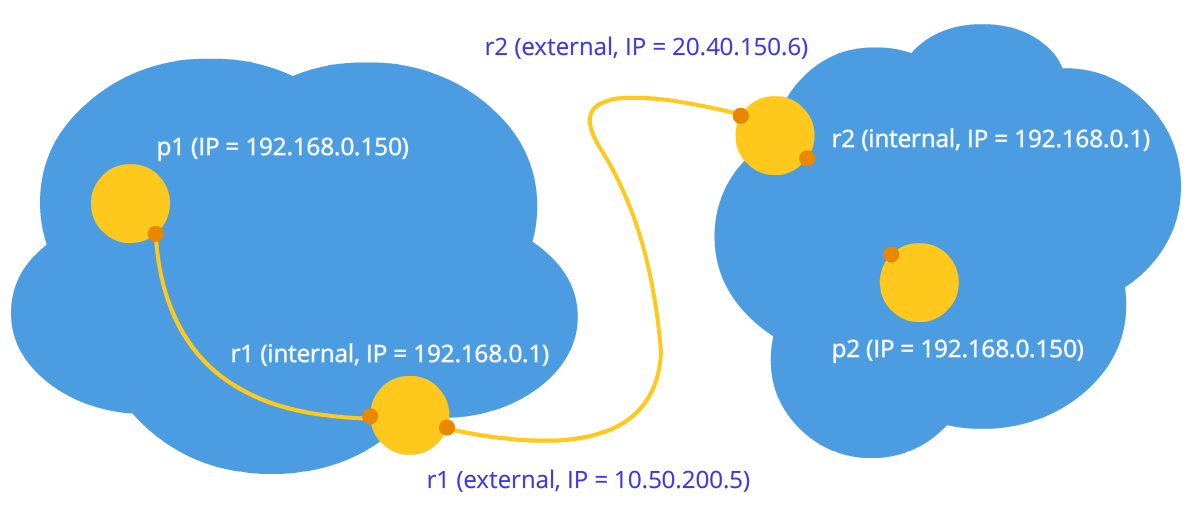 r2 (external, IP = 20.40.150.6)
p1 (IP = 192.168.0.150)
r2 (internal, IP = 192.168.0.1)
r1 (internal, IP = 192.168.0.1)
p2 (IP = 192.168.0.150)
r1 (external, IP = 10.50.200.5)